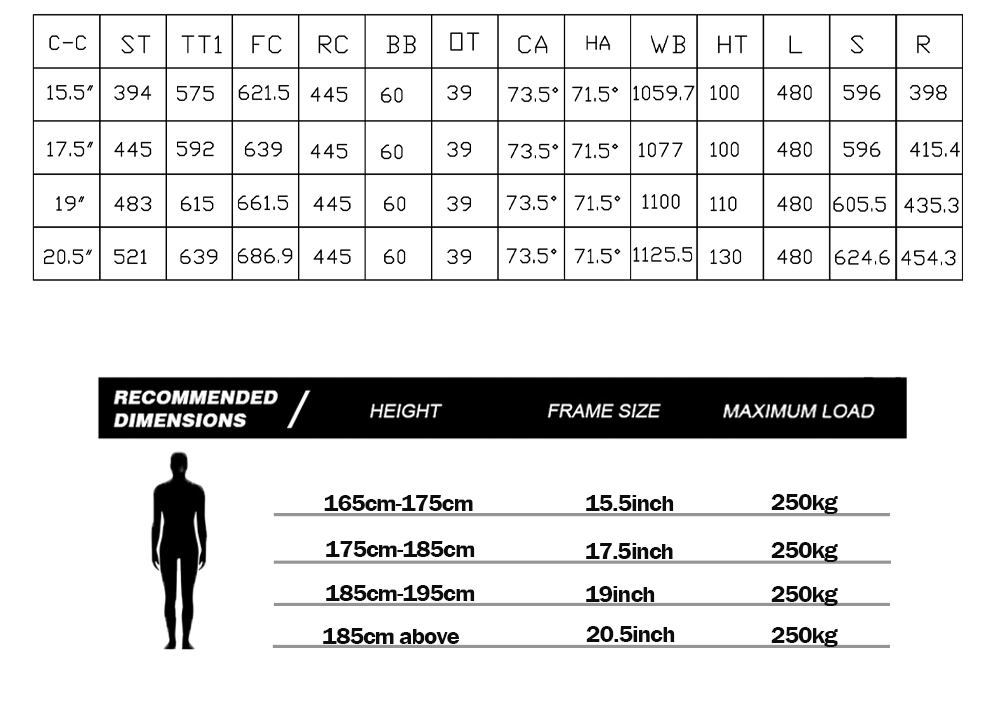 C-C ST TT1 FC RC BB OT CA HA WB HT L S R
15.5" 394 575 621.5 445 60 39 73.5° 71.5° 1059.7 100 480 596 398
17.5" 445 592 639 445 60 39 73.5° 71.5° 1077 100 480 596 415.4
19" 483 615 661.5 445 60 39 73.5° 71.5° 1100 110 480 605.5 435.3
20.5" 521 639 686.9 445 60 39 73.5° 71.5° 1125.5 130 480 624.6 454.3
RECOMMENDED
DIMENSIONS / HEIGHT FRAME SIZE MAXIMUM LOAD
165cm-175cm 15.5inch 250kg
175cm-185cm 17.5inch 250kg
185cm-195cm 19inch 250kg
185cm above 20.5inch 250kg